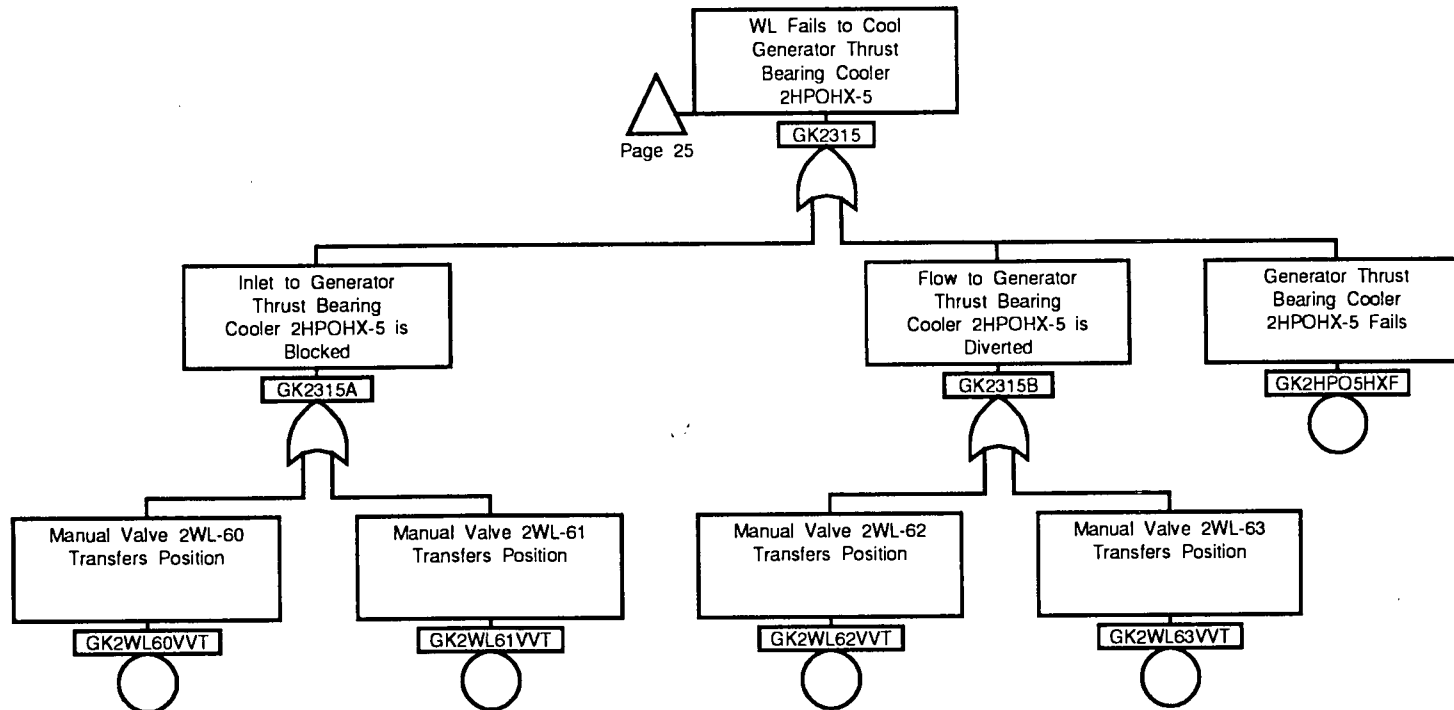 WL Fails to Cool
Generator Thrust
Bearing Cooler
2HPOHX-5
Page 25
GK2315
Inlet to Generator
Thrust Bearing
Cooler 2HPOHX-5 is
Blocked
GK2315A
Flow to Generator
Thrust Bearing
Cooler 2HPOHX-5 is
Diverted
GK2315B
Generator Thrust
Bearing Cooler
2HPOHX-5 Fails
GK2HPO5HXF
Manual Valve 2WL-60
Transfers Position
GK2WL60VVT
Manual Valve 2WL-61
Transfers Position
GK2WL61VVT
Manual Valve 2WL-62
Transfers Position
GK2WL62VVT
Manual Valve 2WL-63
Transfers Position
GK2WL63VVT